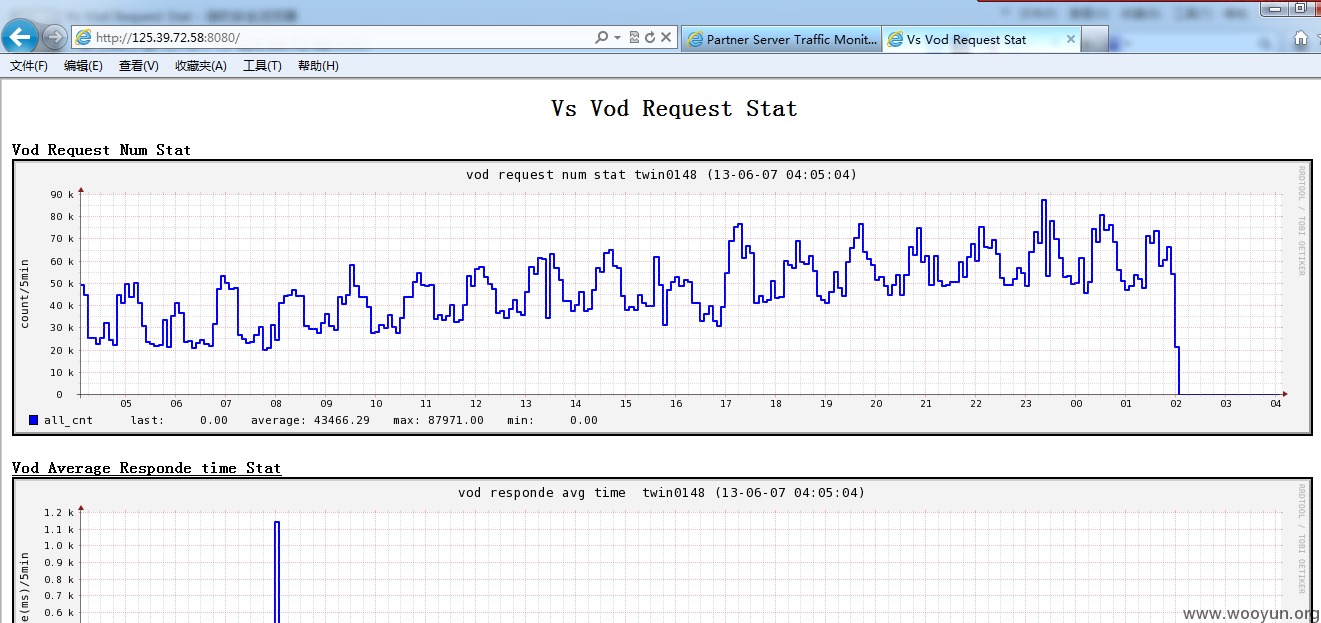 http://125.39.72.58:8080/
Partner Server Traffic Monit...
Vs Vod Request Stat
文件(F) 编辑(E) 查看(V) 收藏夹(A) 工具(T) 帮助(H)
Vs Vod Request Stat
Vod Request Num Stat
vod request num stat twin0148 (13-06-07 04:05:04)
RRDTOOL / TOBI OETIKER
count/5min
90 k
80 k
70 k
60 k
50 k
40 k
30 k
20 k
10 k
0
05 06 07 08 09 10 11 12 13 14 15 16 17 18 19 20 21 22 23 00 01 02 03 04
all_cnt last: 0.00 average: 43466.29 max: 87971.00 min: 0.00
Vod Average Responde time Stat
vod responde avg time twin0148 (13-06-07 04:05:04)
RRDTOOL / TOBI OETIKER
e(ms)/5min
1.2 k
1.1 k
1.0 k
0.9 k
0.8 k
0.7 k
0.6 k
www.wooyun.org